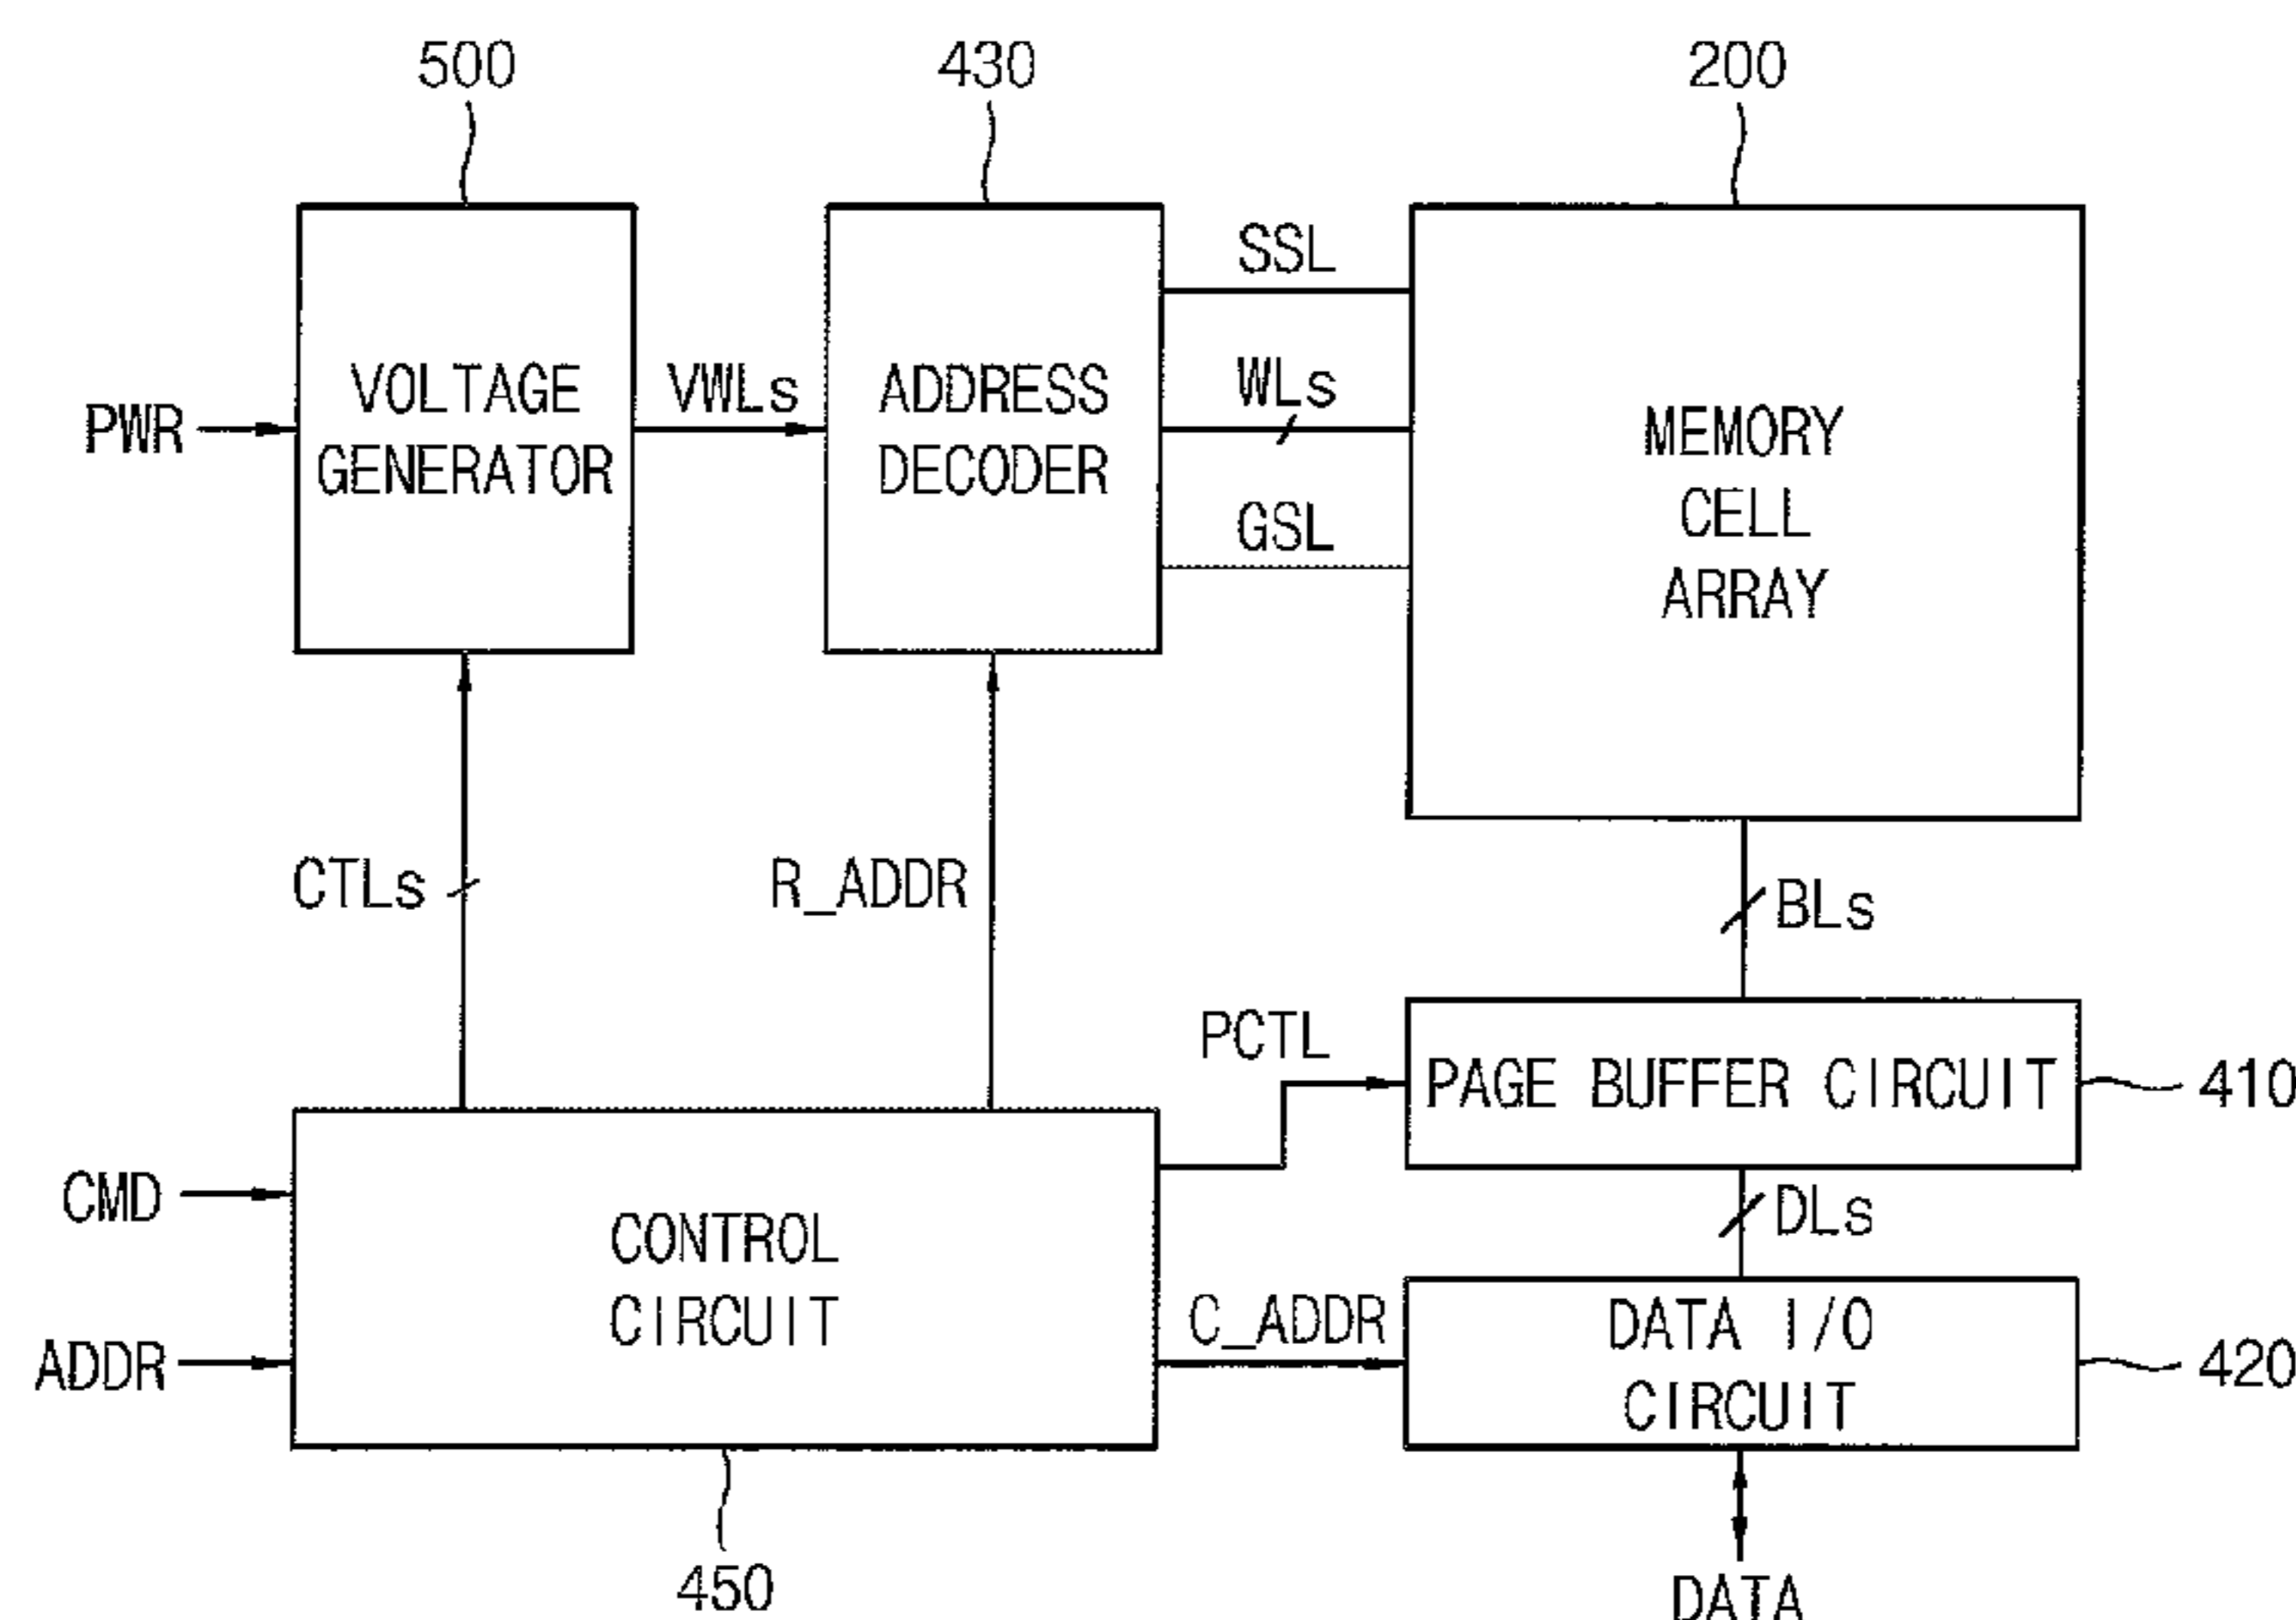 500
430
200
SSL
VOLTAGE
GENERATOR
VWLs
ADDRESS
DECODER
WLs
PWR
GSL
MEMORY
CELL
ARRAY
CTLs
R_ADDR
BLs
PCTL
PAGE BUFFER CIRCUIT
410
CMD
DLs
CONTROL
CIRCUIT
C_ADDR
DATA I/O
CIRCUIT
420
ADDR
450
DATA